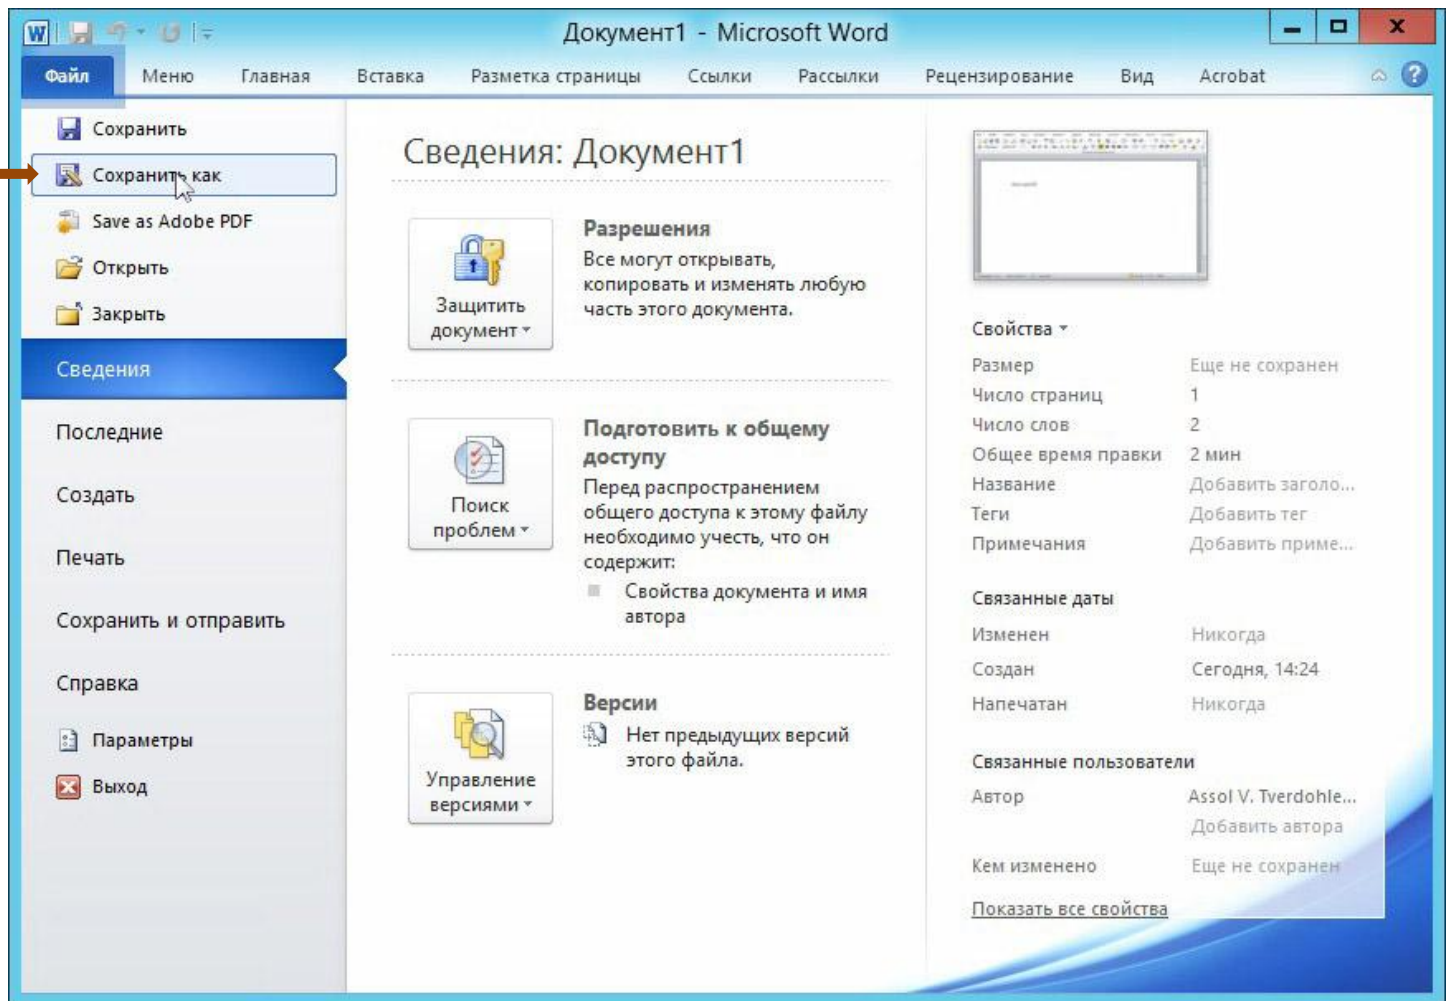 Документ1 - Microsoft Word
Файл Меню Главная Вставка Разметка страницы Ссылки Рассылки Рецензирование Вид Acrobat
Сохранить
Сохранить как
Save as Adobe PDF
Открыть
Закрыть
Сведения
Последние
Создать
Печать
Сохранить и отправить
Справка
Параметры
Выход
Сведения: Документ1
Защитить
документ
Разрешения
Все могут открывать,
копировать и изменять любую
часть этого документа.
Поиск
проблем
Подготовить к общему
доступу
Перед распространением
общего доступа к этому файлу
необходимо учесть, что он
содержит:
Свойства документа и имя
автора
Управление
версиями
Версии
Нет предыдущих версий
этого файла.
Свойства
Размер Еще не сохранен
Число страниц 1
Число слов 2
Общее время правки 2 мин
Название Добавить заголо...
Теги Добавить тег
Примечания Добавить приме...
Связанные даты
Изменен Никогда
Создан Сегодня, 14:24
Напечатан Никогда
Связанные пользователи
Автор Assol V. Tverdohle...
Добавить автора
Кем изменено Еще не сохранен
Показать все свойства